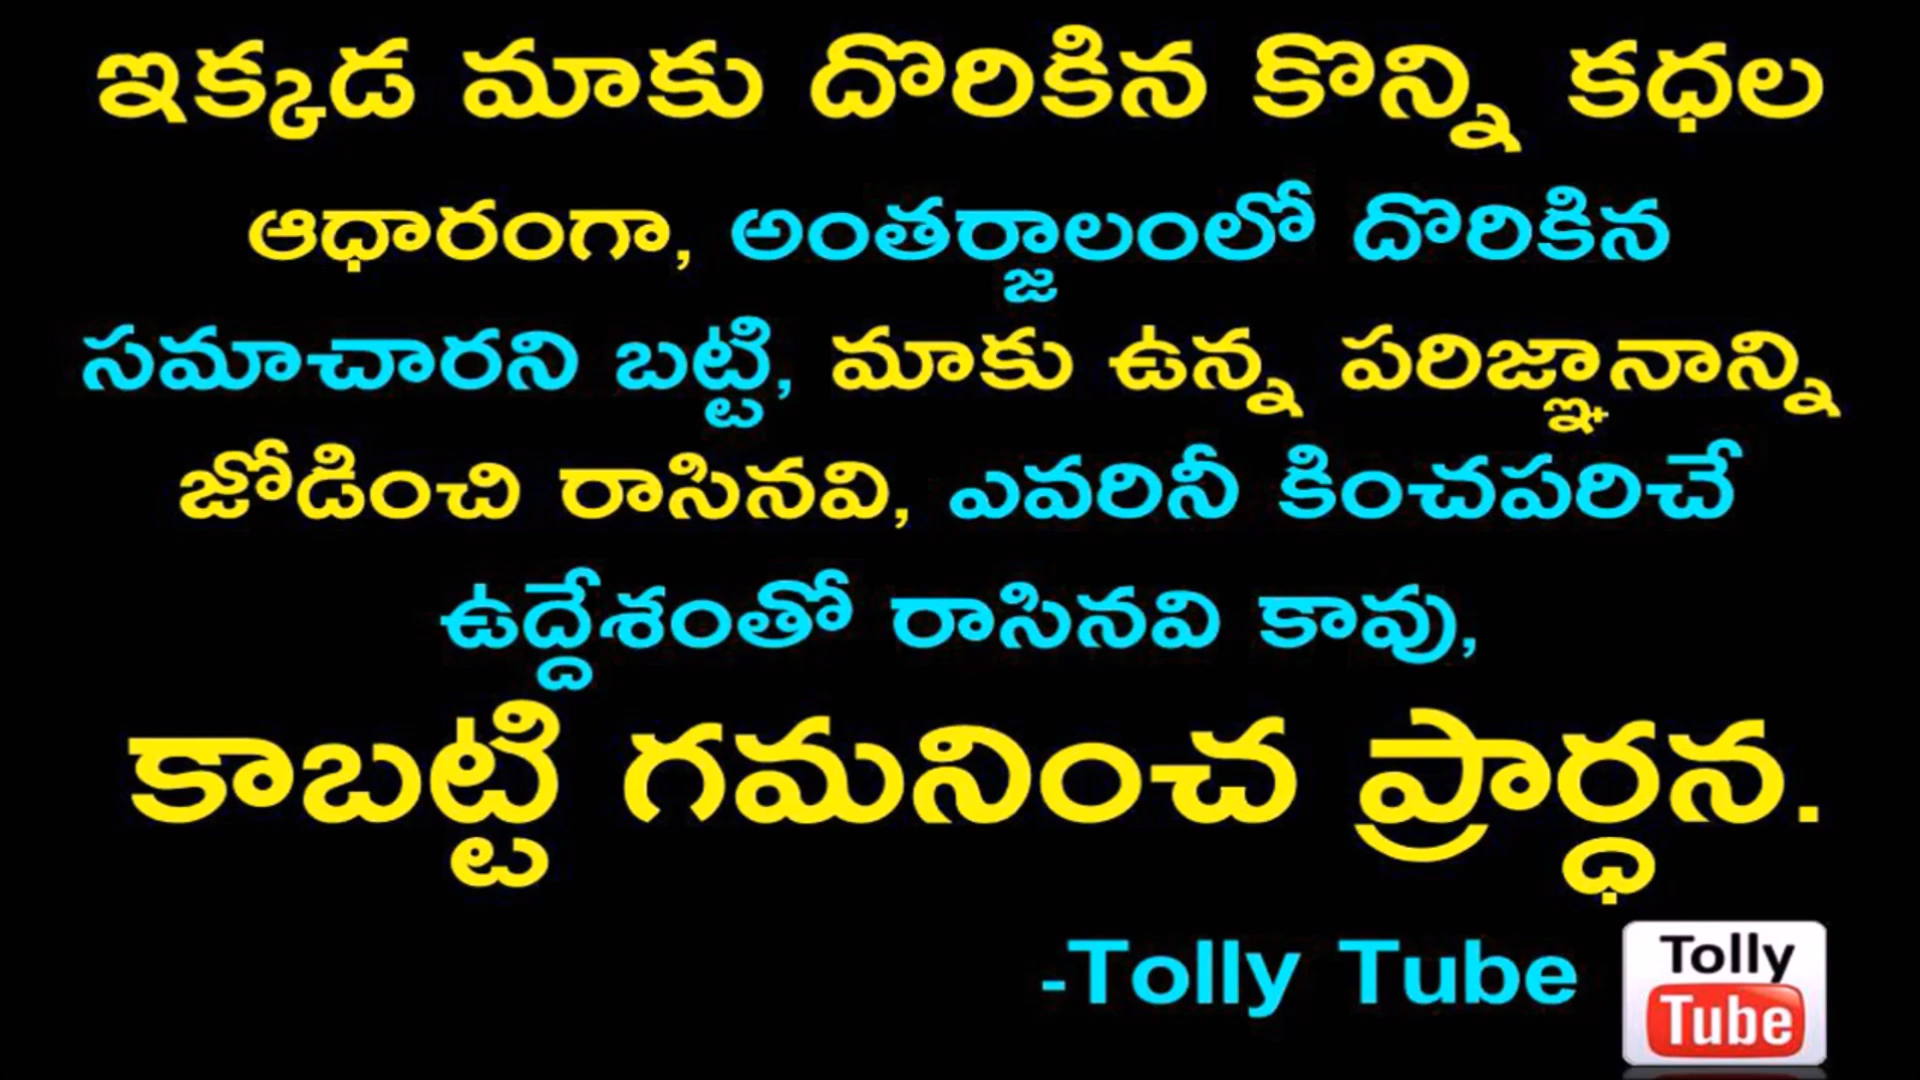 ఇక్కడ మాకు దొరికిన కొన్ని కధల
ఆధారంగా, అంతర్జాలంలో దొరికిన
సమాచారని బట్టి, మాకు ఉన్న పరిజ్ఞానాన్ని
జోడించి రాసినవి, ఎవరినీ కించపరిచే
ఉద్దేశంతో రాసినవి కావు,
కాబట్టి గమనించ ప్రార్ధన.
-Tolly Tube
Tolly
Tube